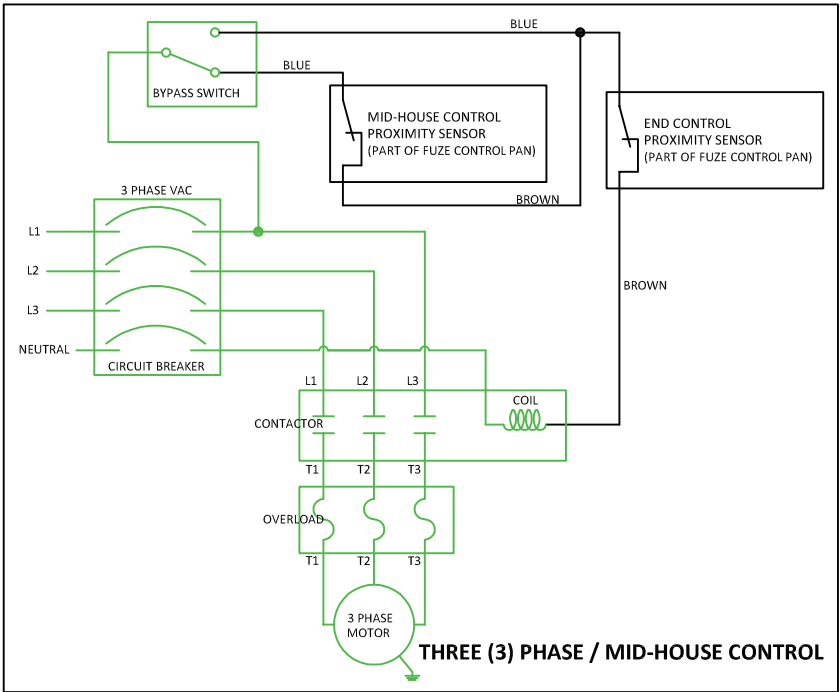 BLUE
BLUE
BYPASS SWITCH
MID-HOUSE CONTROL
PROXIMITY SENSOR
(PART OF FUZE CONTROL PAN)
END CONTROL
PROXIMITY SENSOR
(PART OF FUZE CONTROL PAN)
3 PHASE VAC
BROWN
L1
L2
L3
NEUTRAL
CIRCUIT BREAKER
BROWN
L1 L2 L3
COIL
CONTACTOR
T1 T2 T3
OVERLOAD
T1 T2 T3
3 PHASE
MOTOR
THREE (3) PHASE / MID-HOUSE CONTROL